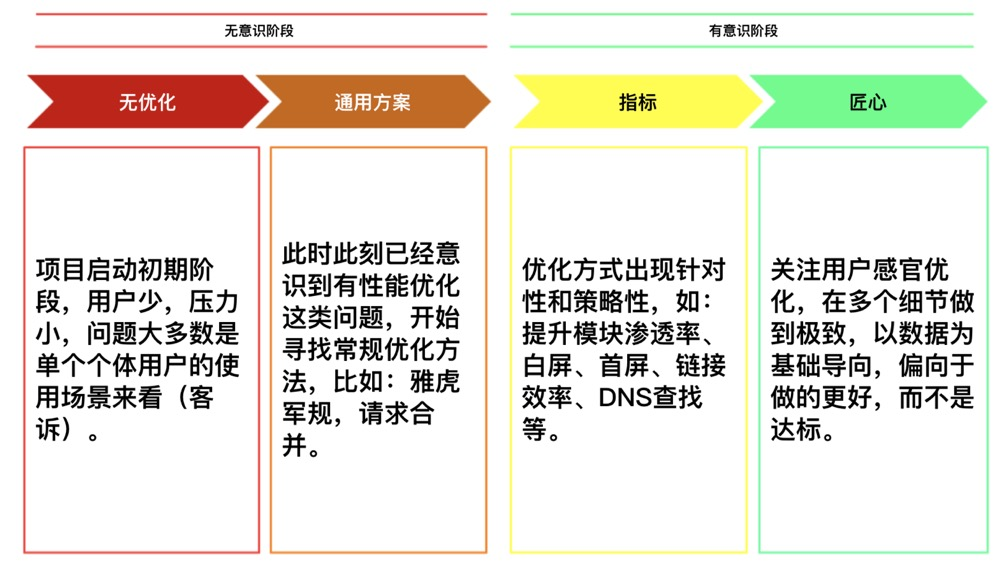 无意识阶段
有意识阶段
无优化
通用方案
指标
匠心
项目启动初期阶
段，用户少，压力
小，问题大多数是
单个个体用户的使
用场景来看（客
诉）。
此时此刻已经意
识到有性能优化
这类问题，开始
寻找常规优化方
法，比如：雅虎
军规，请求合
并。
优化方式出现针对
性和策略性，如：
提升模块渗透率、
白屏、首屏、链接
效率、DNS查找
等。
关注用户感官优
化，在多个细节做
到极致，以数据为
基础导向，偏向于
做的更好，而不是
达标。